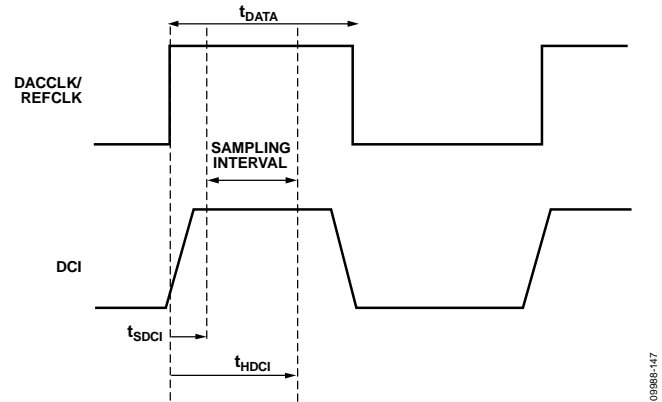 tDATA
DACCLK/
REFCLK
SAMPLING
INTERVAL
DCI
tSDCI
tHDCI
09988-147